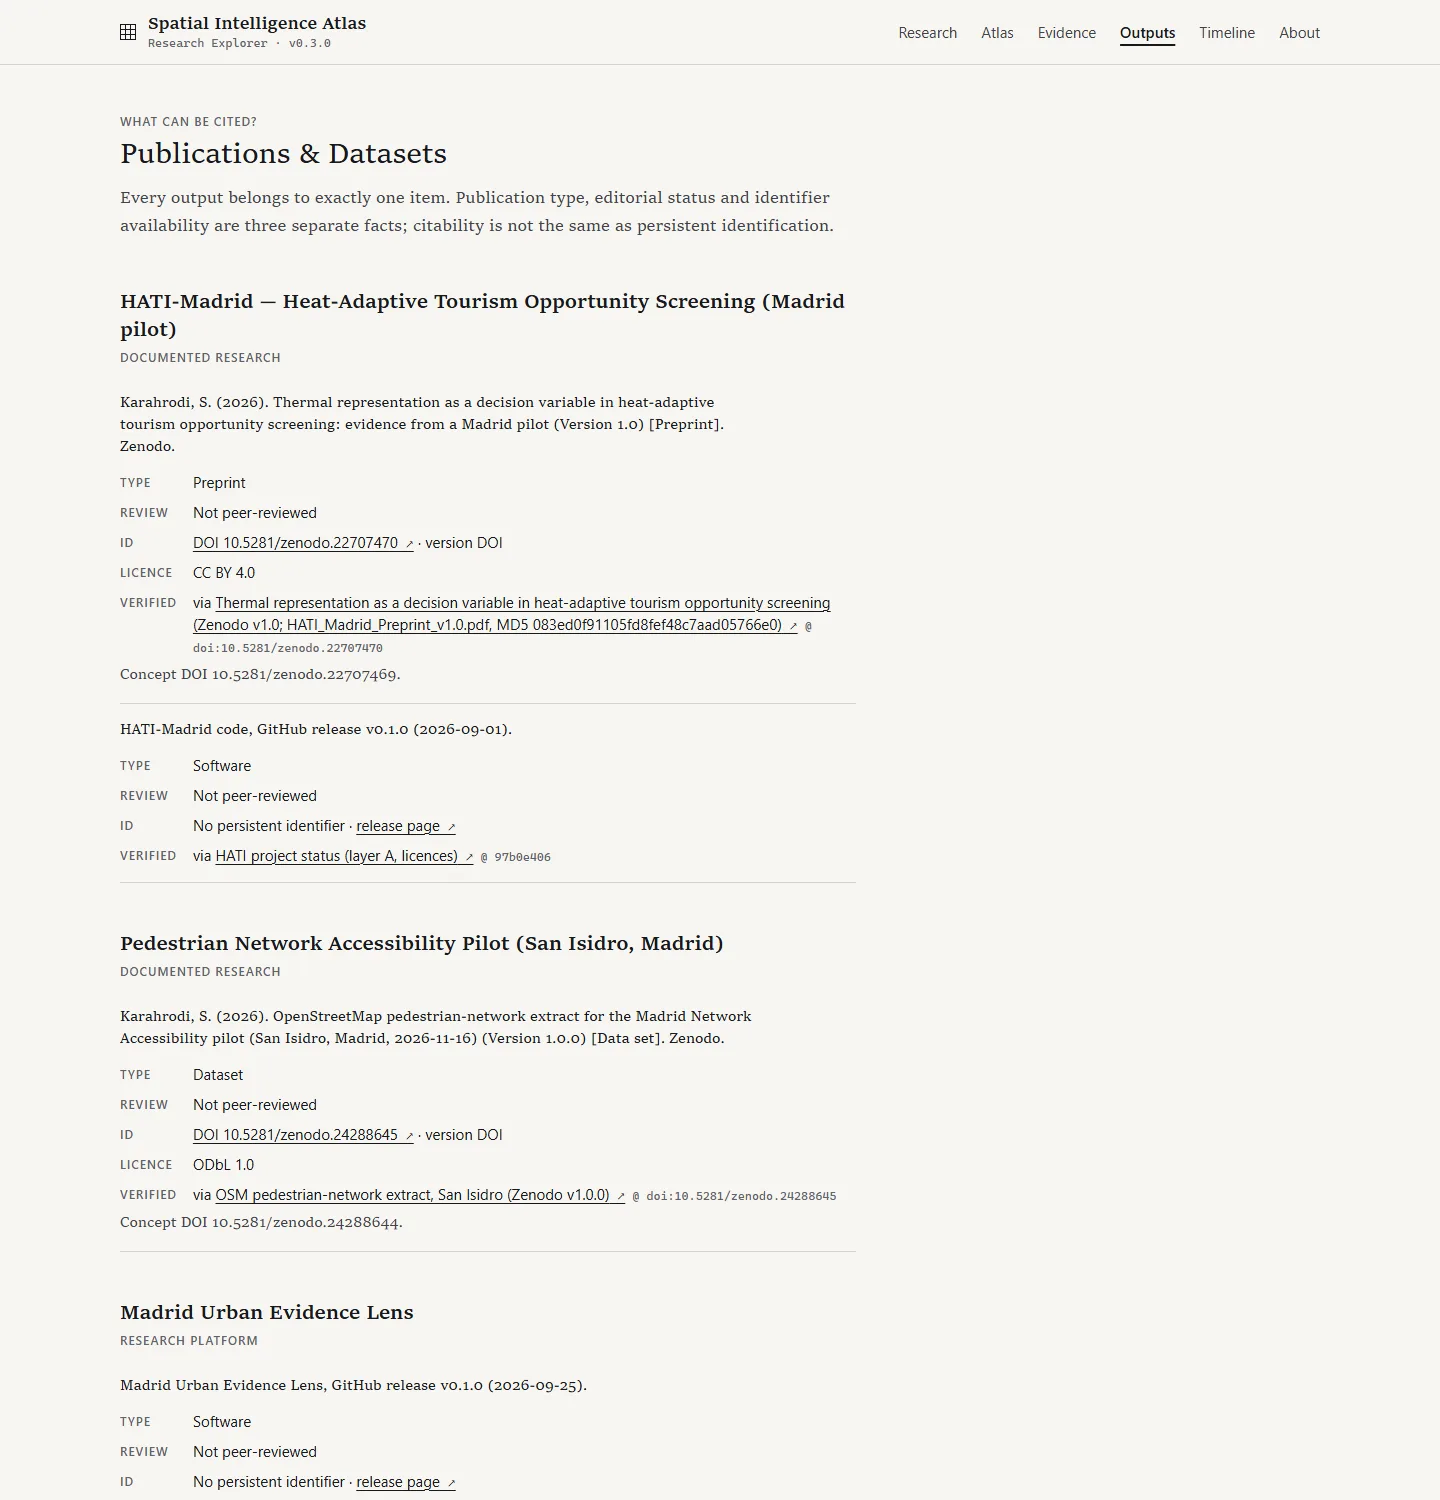 Spatial Intelligence Atlas
Research Explorer · v0.3.0
Research Atlas Evidence Outputs Timeline About
WHAT CAN BE CITED?
Publications & Datasets
Every output belongs to exactly one item. Publication type, editorial status and identifier
availability are three separate facts; citability is not the same as persistent identification.
HATI-Madrid — Heat-Adaptive Tourism Opportunity Screening (Madrid
pilot)
DOCUMENTED RESEARCH
Karahrodi, S. (2026). Thermal representation as a decision variable in heat-adaptive
tourism opportunity screening: evidence from a Madrid pilot (Version 1.0) [Preprint].
Zenodo.
TYPE Preprint
REVIEW Not peer-reviewed
ID DOI 10.5281/zenodo.22707470 ↗ · version DOI
LICENCE CC BY 4.0
VERIFIED via Thermal representation as a decision variable in heat-adaptive tourism opportunity screening
(Zenodo v1.0; HATI_Madrid_Preprint_v1.0.pdf, MD5 083ed0f91105fd8fef48c7aad05766e0) ↗ @
doi:10.5281/zenodo.22707470
Concept DOI 10.5281/zenodo.22707469.
HATI-Madrid code, GitHub release v0.1.0 (2026-09-01).
TYPE Software
REVIEW Not peer-reviewed
ID No persistent identifier · release page ↗
VERIFIED via HATI project status (layer A, licences) ↗ @ 97b0e406
Pedestrian Network Accessibility Pilot (San Isidro, Madrid)
DOCUMENTED RESEARCH
Karahrodi, S. (2026). OpenStreetMap pedestrian-network extract for the Madrid Network
Accessibility pilot (San Isidro, Madrid, 2026-11-16) (Version 1.0.0) [Data set]. Zenodo.
TYPE Dataset
REVIEW Not peer-reviewed
ID DOI 10.5281/zenodo.24288645 ↗ · version DOI
LICENCE ODbL 1.0
VERIFIED via OSM pedestrian-network extract, San Isidro (Zenodo v1.0.0) ↗ @ doi:10.5281/zenodo.24288645
Concept DOI 10.5281/zenodo.24288644.
Madrid Urban Evidence Lens
RESEARCH PLATFORM
Madrid Urban Evidence Lens, GitHub release v0.1.0 (2026-09-25).
TYPE Software
REVIEW Not peer-reviewed
ID No persistent identifier · release page ↗